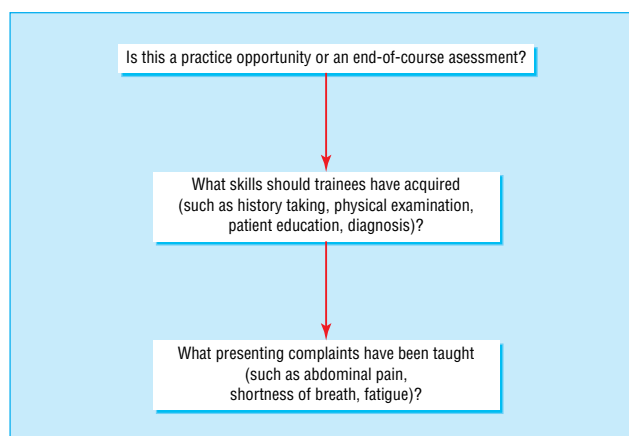 Is this a practice opportunity or an end-of-course asessment?
What skills should trainees have acquired
(such as history taking, physical examination,
patient education, diagnosis)?
What presenting complaints have been taught
(such as abdominal pain,
shortness of breath, fatigue)?